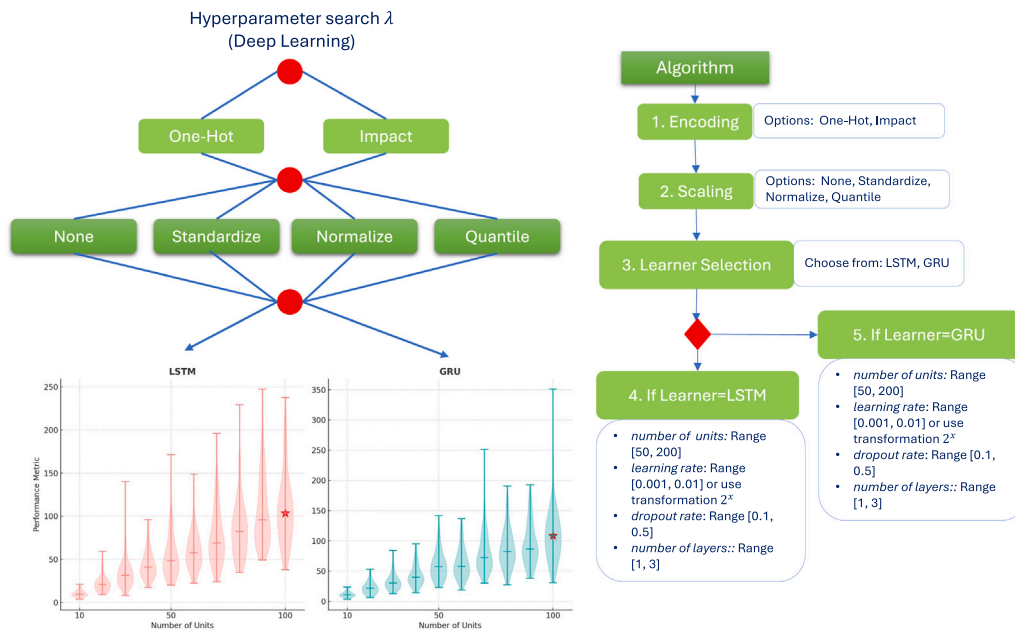 Hyperparameter search λ
(Deep Learning)
One-Hot
Impact
None
Standardize
Normalize
Quantile
LSTM
Performance Metric
250
200
150
100
50
0
10
50
100
Number of Units
GRU
350
300
250
200
150
100
50
0
10
50
100
Number of Units
Algorithm
1. Encoding
Options: One-Hot, Impact
2. Scaling
Options: None, Standardize,
Normalize, Quantile
3. Learner Selection
Choose from: LSTM, GRU
4. If Learner=LSTM
• number of units: Range
[50, 200]
• learning rate: Range
[0.001, 0.01] or use
transformation 2ˣ
• dropout rate: Range [0.1,
0.5]
• number of layers:: Range
[1, 3]
5. If Learner=GRU
• number of units: Range
[50, 200]
• learning rate: Range
[0.001, 0.01] or use
transformation 2ˣ
• dropout rate: Range [0.1,
0.5]
• number of layers:: Range
[1, 3]